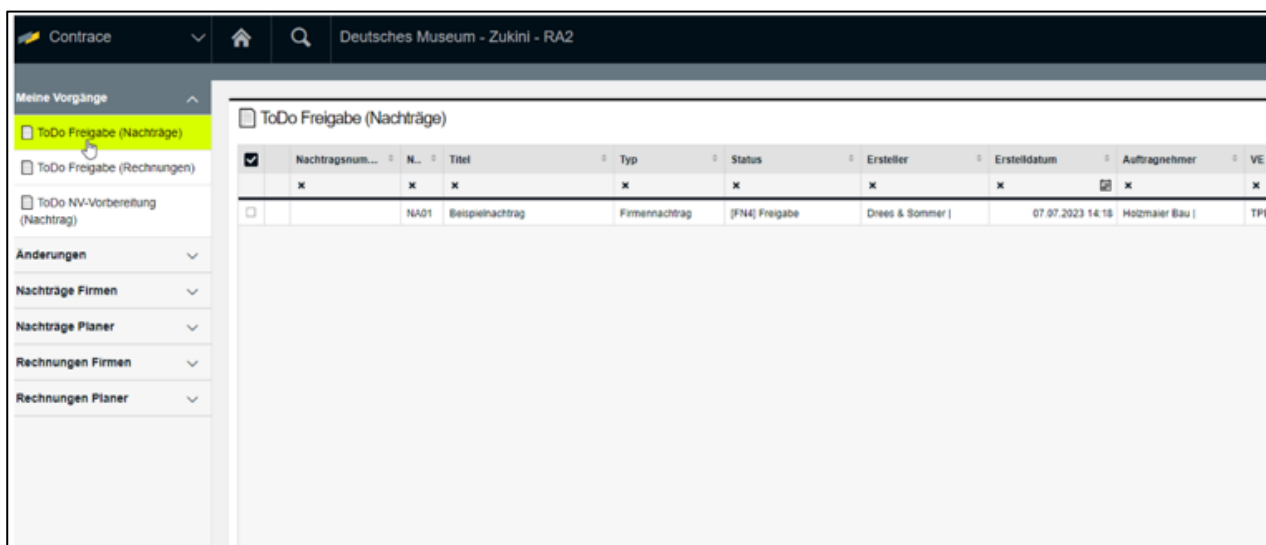 Contrace
Deutsches Museum - Zukini - RA2
Meine Vorgänge
ToDo Freigabe (Nachträge)
ToDo Freigabe (Rechnungen)
ToDo NV-Vorbereitung
(Nachtrag)
Änderungen
Nachträge Firmen
Nachträge Planer
Rechnungen Firmen
Rechnungen Planer
ToDo Freigabe (Nachträge)
Nachtragsnum... N... Titel Typ Status Ersteller Erstelldatum Auftragnehmer VE
NA01 Beispielnachtrag Firmennachtrag [FN4] Freigabe Drees & Sommer | 07.07.2023 14:18 Holzmaier Bau |